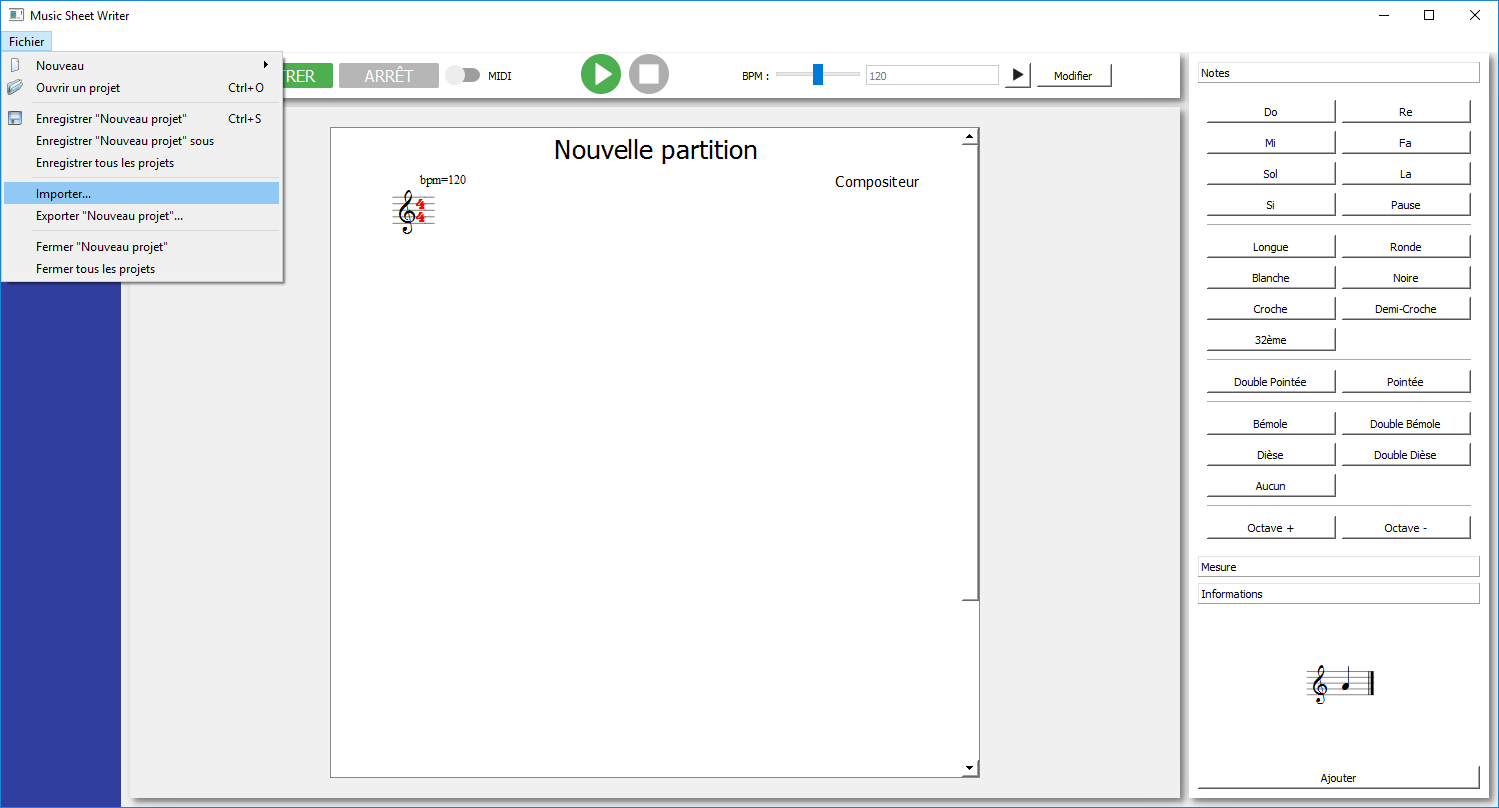 Music Sheet Writer
Fichier
Nouveau
Ouvrir un projet Ctrl+O
Enregistrer "Nouveau projet" Ctrl+S
Enregistrer "Nouveau projet" sous
Enregistrer tous les projets
Importer...
Exporter "Nouveau projet"...
Fermer "Nouveau projet"
Fermer tous les projets
RER ARRÊT MIDI BPM : 120 Modifier
Nouvelle partition
bpm=120
Compositeur
4
4
Notes
Do Re
Mi Fa
Sol La
Si Pause
Longue Ronde
Blanche Noire
Croche Demi-Croche
32ème
Double Pointée Pointée
Bémole Double Bémole
Dièse Double Dièse
Aucun
Octave + Octave -
Mesure
Informations
Ajouter